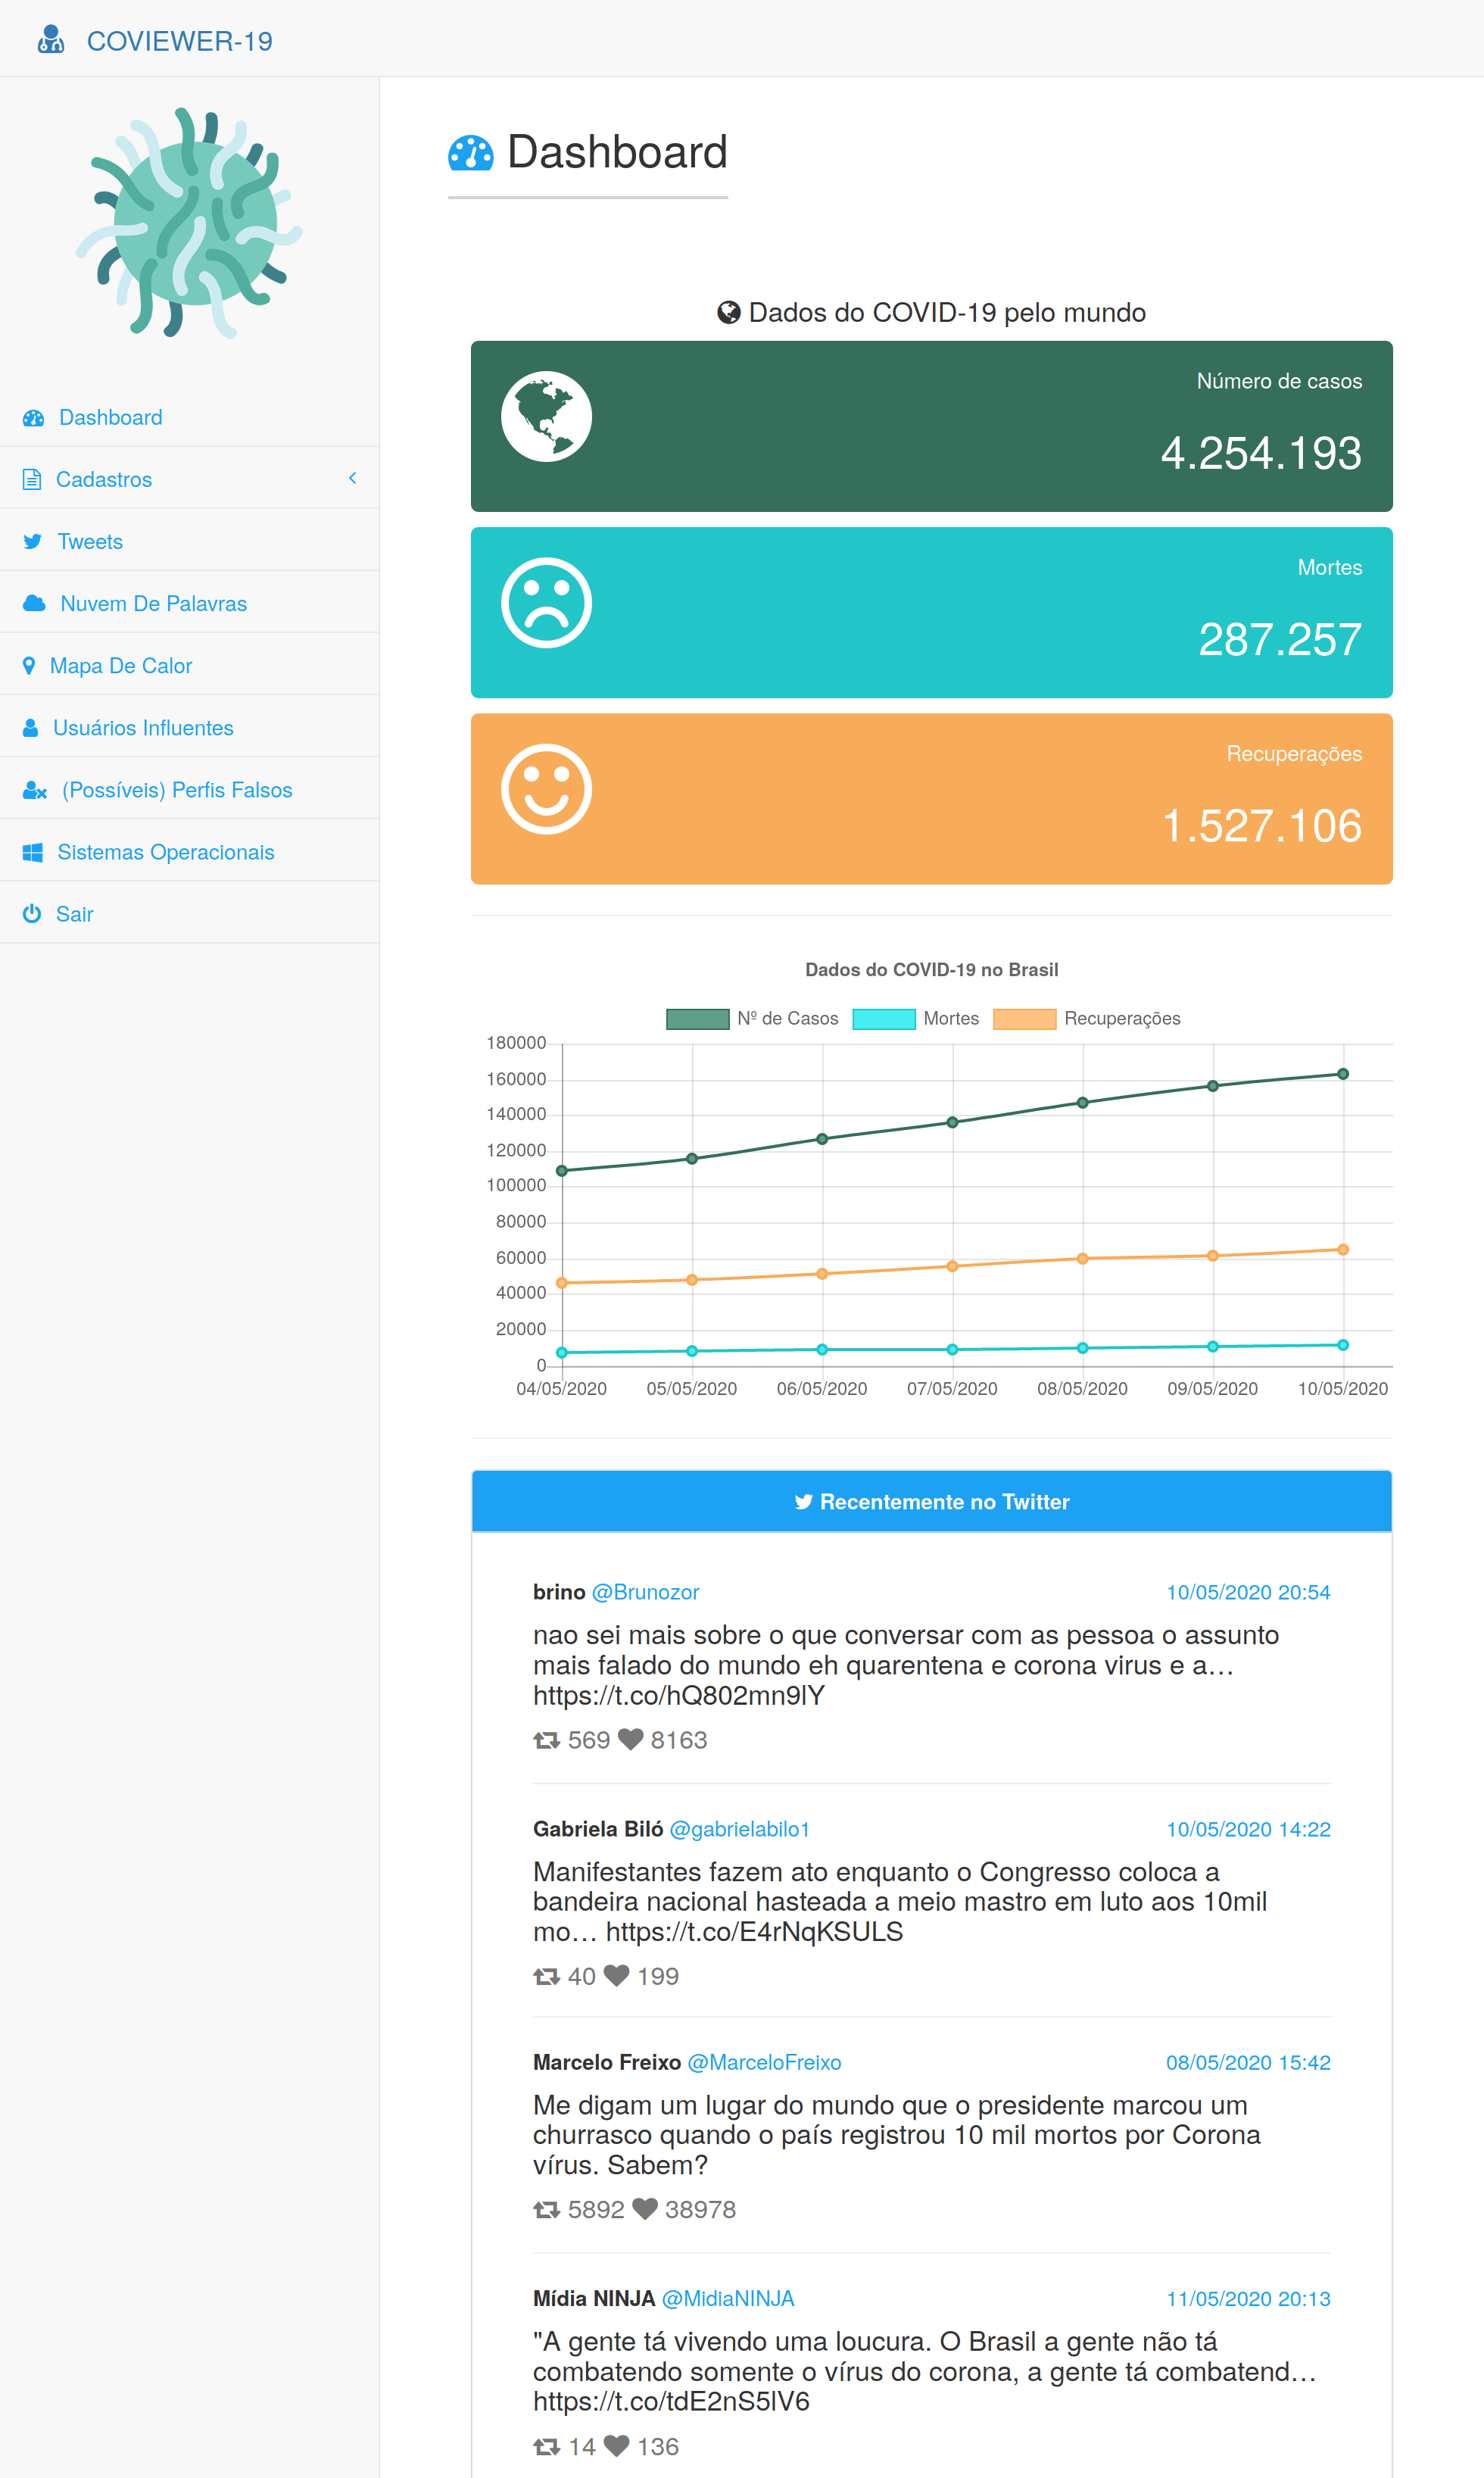 COVIEWER-19
Dashboard
Cadastros
Tweets
Nuvem De Palavras
Mapa De Calor
Usuários Influentes
(Possíveis) Perfis Falsos
Sistemas Operacionais
Sair
Dashboard
Dados do COVID-19 pelo mundo
Número de casos
4.254.193
Mortes
287.257
Recuperações
1.527.106
Dados do COVID-19 no Brasil
Nº de Casos Mortes Recuperações
180000
160000
140000
120000
100000
80000
60000
40000
20000
0
04/05/2020 05/05/2020 06/05/2020 07/05/2020 08/05/2020 09/05/2020 10/05/2020
Recentemente no Twitter
brino @Brunozor 10/05/2020 20:54
nao sei mais sobre o que conversar com as pessoa o assunto
mais falado do mundo eh quarentena e corona virus e a…
https://t.co/hQ802mn9lY
569 8163
Gabriela Biló @gabrielabilo1 10/05/2020 14:22
Manifestantes fazem ato enquanto o Congresso coloca a
bandeira nacional hasteada a meio mastro em luto aos 10mil
mo… https://t.co/E4rNqKSULS
40 199
Marcelo Freixo @MarceloFreixo 08/05/2020 15:42
Me digam um lugar do mundo que o presidente marcou um
churrasco quando o país registrou 10 mil mortos por Corona
vírus. Sabem?
5892 38978
Mídia NINJA @MidiaNINJA 11/05/2020 20:13
"A gente tá vivendo uma loucura. O Brasil a gente não tá
combatendo somente o vírus do corona, a gente tá combatend…
https://t.co/tdE2nS5lV6
14 136